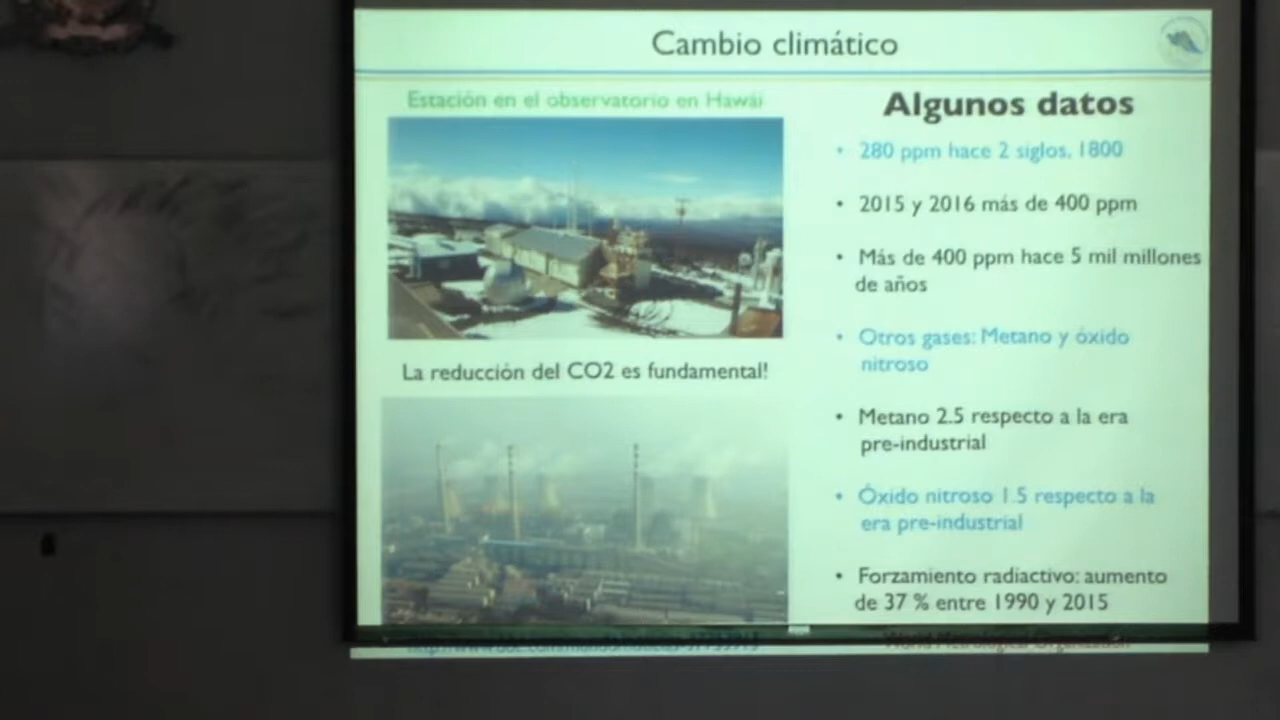 Cambio climático
Estación en el observatorio en Hawái
La reducción del CO2 es fundamental!
Algunos datos
• 280 ppm hace 2 siglos, 1800
• 2015 y 2016 más de 400 ppm
• Más de 400 ppm hace 5 mil millones
de años
• Otros gases: Metano y óxido
nitroso
• Metano 2.5 respecto a la era
pre-industrial
• Óxido nitroso 1.5 respecto a la
era pre-industrial
• Forzamiento radiactivo: aumento
de 37 % entre 1990 y 2015